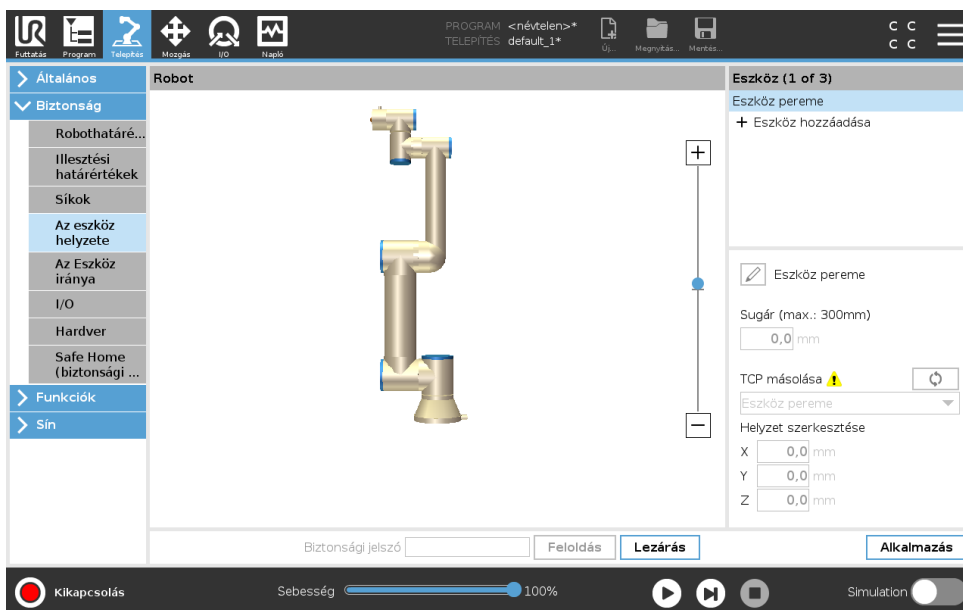 UR
PROGRAM <névtelen>*
TELEPÍTÉS default_1*
Futtatás Program Telepítés Mozgás I/O Napló
Új... Megnyitás... Mentés...
C C
C C
Általános
Biztonság
Robothatáré...
Illesztési
határértékek
Síkok
Az eszköz
helyzete
Az Eszköz
iránya
I/O
Hardver
Safe Home
(biztonsági ...
Funkciók
Sín
Robot
+
−
Eszköz (1 of 3)
Eszköz pereme
+ Eszköz hozzáadása
Eszköz pereme
Sugár (max.: 300mm)
0,0 mm
TCP másolása
Eszköz pereme
Helyzet szerkesztése
X 0,0 mm
Y 0,0 mm
Z 0,0 mm
Biztonsági jelszó Feloldás Lezárás Alkalmazás
Kikapcsolás Sebesség 100% Simulation